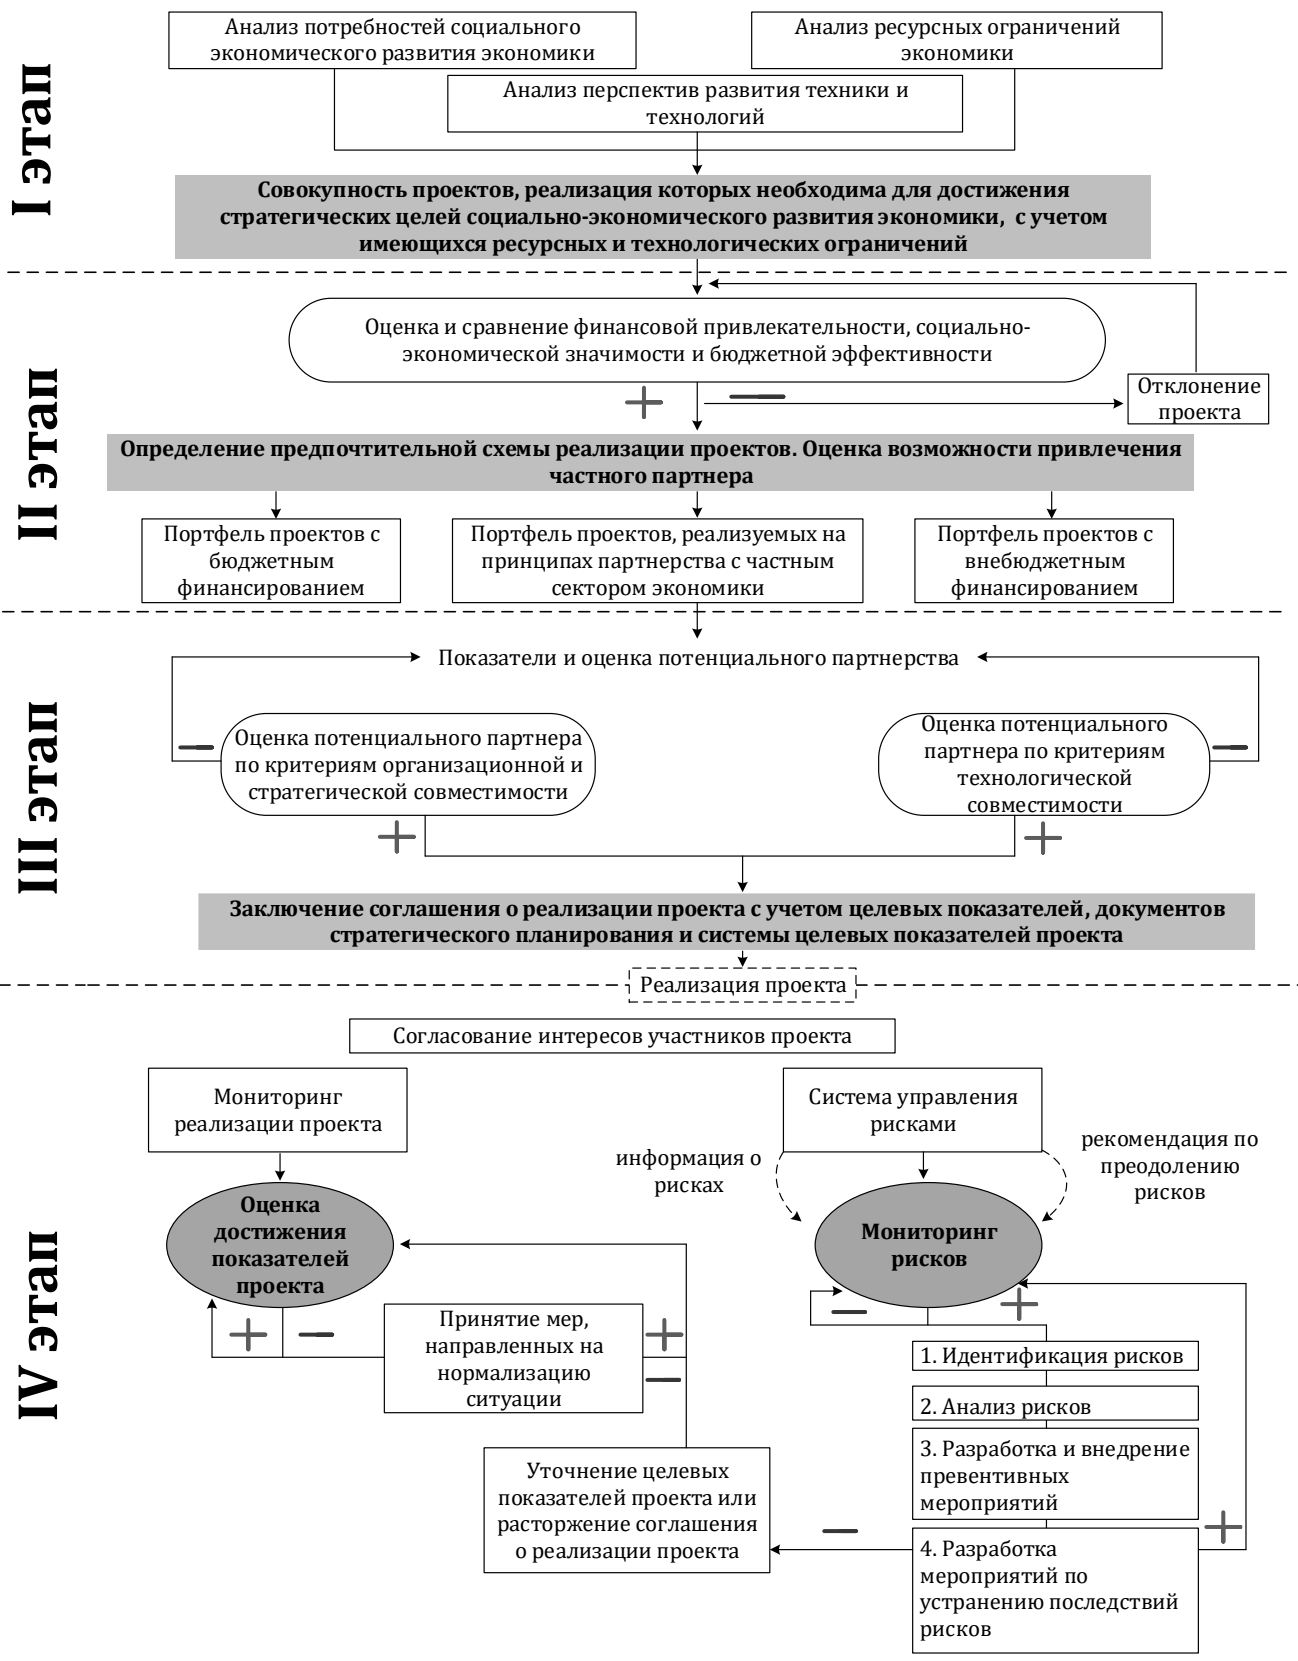 I этап
Анализ потребностей социального
экономического развития экономики
Анализ ресурсных ограничений
экономики
Анализ перспектив развития техники и
технологий
Совокупность проектов, реализация которых необходима для достижения
стратегических целей социально-экономического развития экономики, с учетом
имеющихся ресурсных и технологических ограничений
II этап
Оценка и сравнение финансовой привлекательности, социально-
экономической значимости и бюджетной эффективности
+
−
Отклонение
проекта
Определение предпочтительной схемы реализации проектов. Оценка возможности привлечения
частного партнера
Портфель проектов с
бюджетным
финансированием
Портфель проектов, реализуемых на
принципах партнерства с частным
сектором экономики
Портфель проектов с
внебюджетным
финансированием
III этап
Показатели и оценка потенциального партнерства
−
Оценка потенциального партнера
по критериям организационной и
стратегической совместимости
Оценка потенциального
партнера по критериям
технологической
совместимости
−
+
+
Заключение соглашения о реализации проекта с учетом целевых показателей, документов
стратегического планирования и системы целевых показателей проекта
Реализация проекта
IV этап
Согласование интересов участников проекта
Мониторинг
реализации проекта
Система управления
рисками
информация о
рисках
рекомендация по
преодолению
рисков
Оценка
достижения
показателей
проекта
Мониторинг
рисков
+
−
Принятие мер,
направленных на
нормализацию
ситуации
+
−
−
+
1. Идентификация рисков
2. Анализ рисков
3. Разработка и внедрение
превентивных
мероприятий
4. Разработка
мероприятий по
устранению последствий
рисков
+
−
Уточнение целевых
показателей проекта или
расторжение соглашения
о реализации проекта